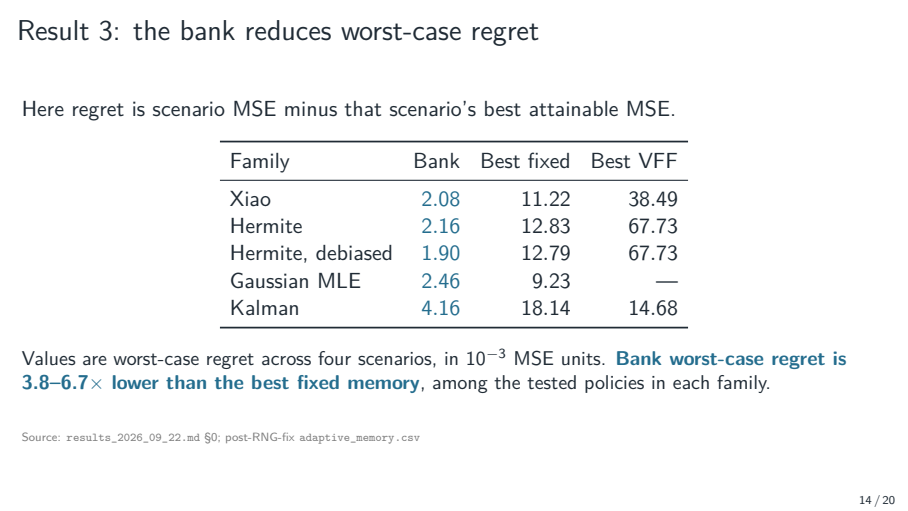 Result 3: the bank reduces worst-case regret
Here regret is scenario MSE minus that scenario's best attainable MSE.
Family Bank Best fixed Best VFF
Xiao 2.08 11.22 38.49
Hermite 2.16 12.83 67.73
Hermite, debiased 1.90 12.79 67.73
Gaussian MLE 2.46 9.23 —
Kalman 4.16 18.14 14.68
Values are worst-case regret across four scenarios, in 10⁻³ MSE units. Bank worst-case regret is
3.8–6.7× lower than the best fixed memory, among the tested policies in each family.
Source: results_2026_09_22.md §0; post-RNG-fix adaptive_memory.csv
14 / 20